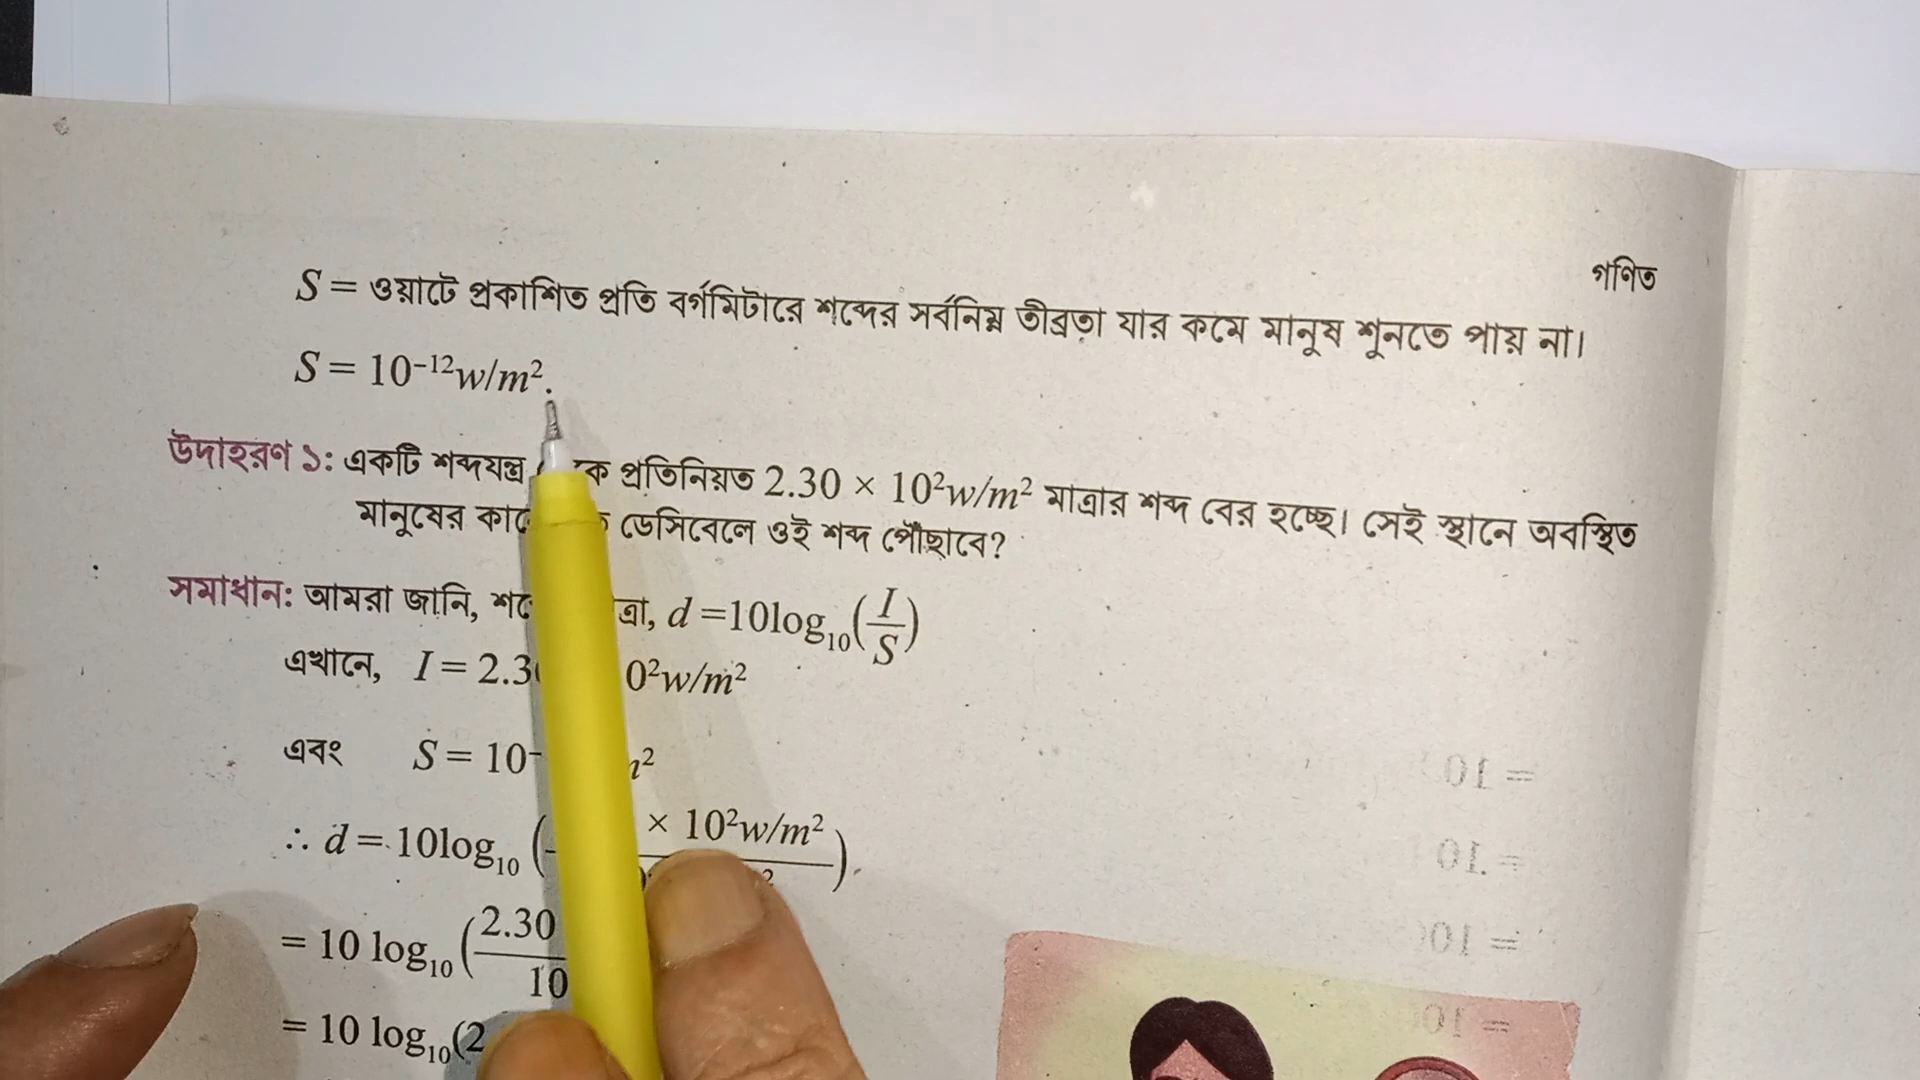 গণিত
S = ওয়াটে প্রকাশিত প্রতি বর্গমিটারে শব্দের সর্বনিম্ন তীব্রতা যার কমে মানুষ শুনতে পায় না।
S = 10⁻¹²w/m².
উদাহরণ ১: একটি শব্দযন্ত্র প্রতিনিয়ত 2.30 × 10²w/m² মাত্রার শব্দ বের হচ্ছে। সেই স্থানে অবস্থিত
মানুষের ডেসিবেলে ওই শব্দ পৌঁছাবে?
সমাধান: আমরা জানি, d =10log₁₀(I/S)
এখানে, I = 2.3 0²w/m²
এবং S = 10⁻ ²
∴ d = 10log₁₀ ( × 10²w/m² )
= 10 log₁₀ (2.30/10
= 10 log₁₀(2